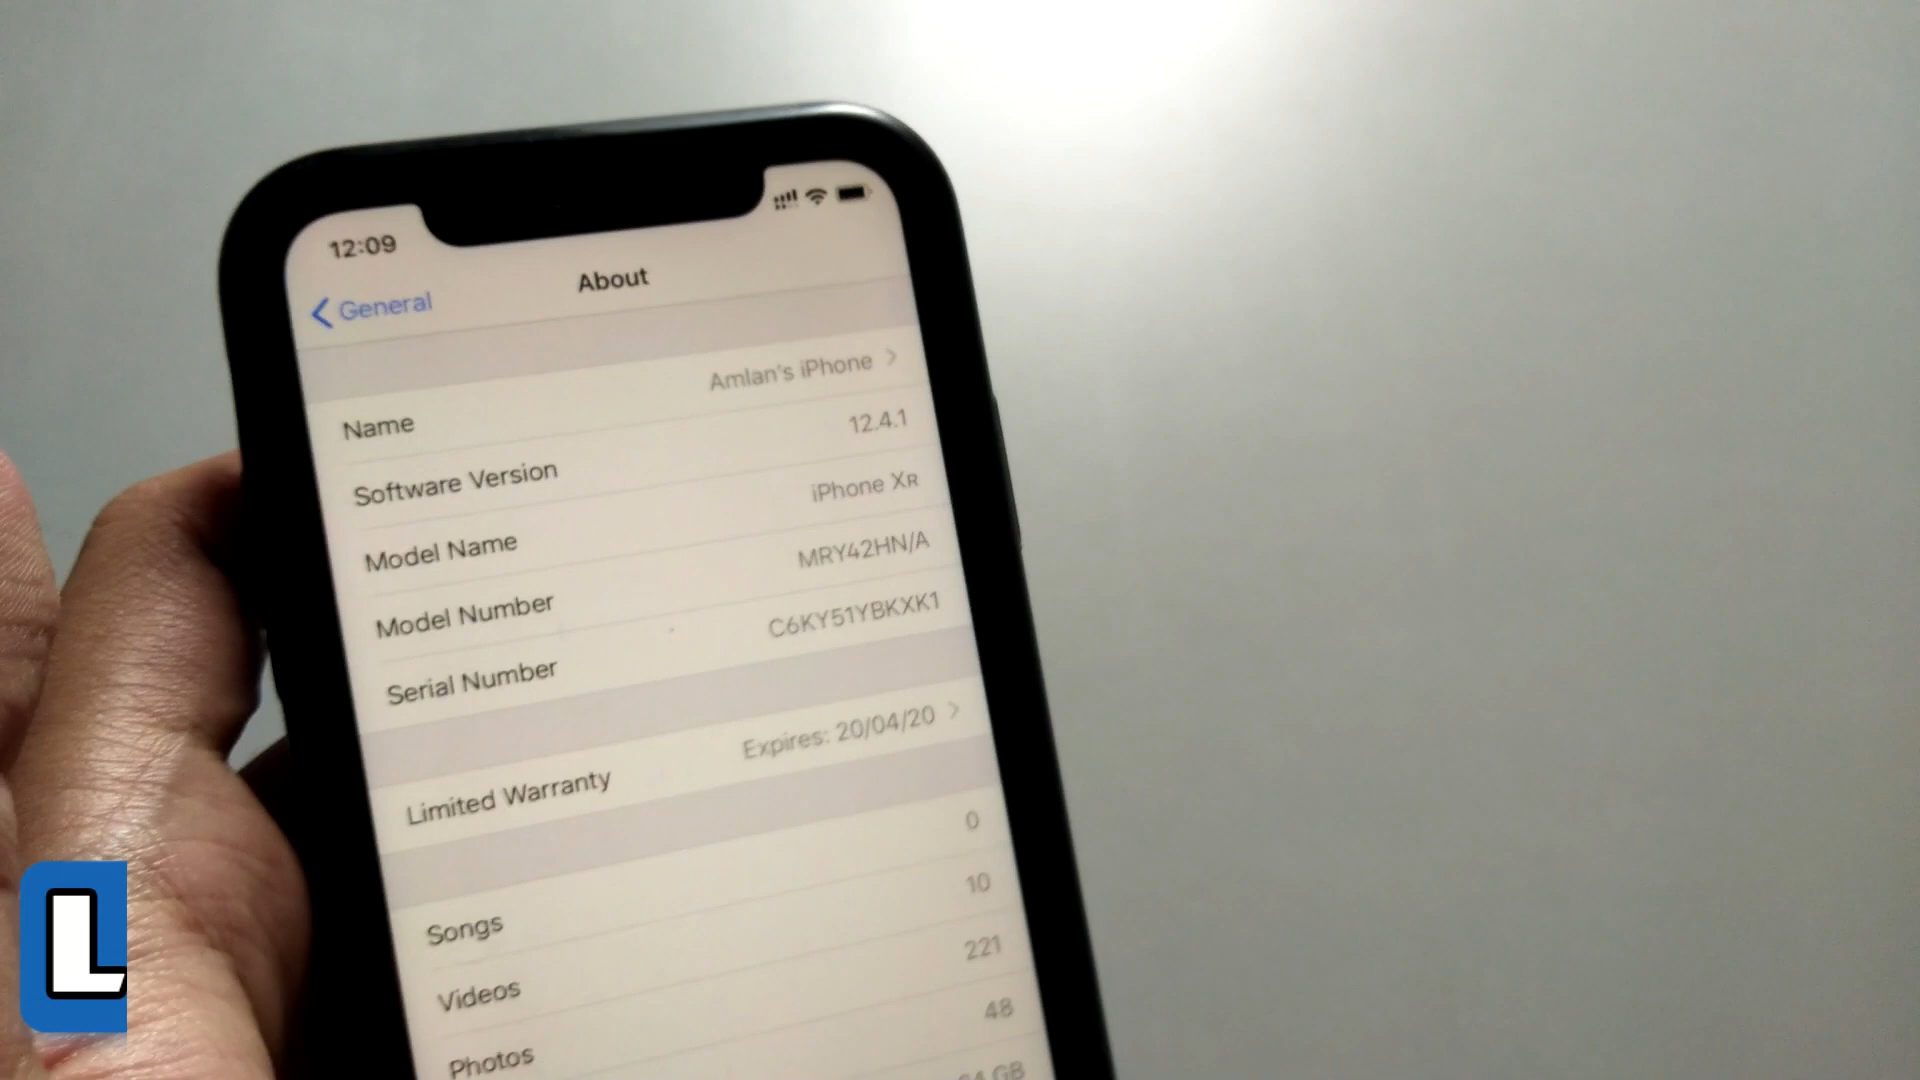 12:09
General
About
Name Amlan's iPhone
Software Version 12.4.1
Model Name iPhone XR
Model Number MRY42HN/A
Serial Number C6KY51YBKXK1
Limited Warranty Expires: 20/04/20
Songs 0
Videos 10
Photos 221
48
GB
L